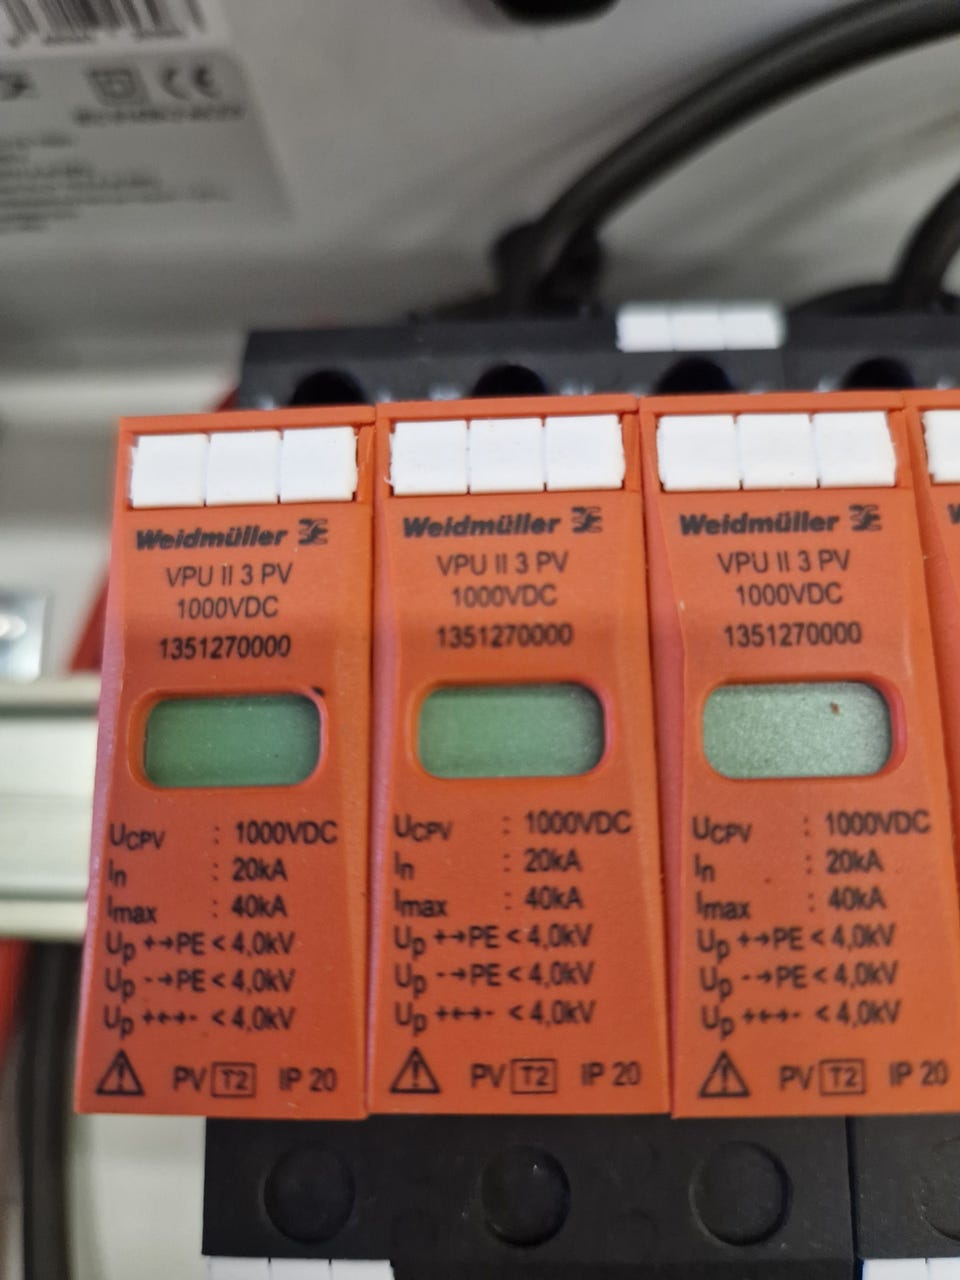 CE
Weidmüller
VPU II 3 PV
1000VDC
1351270000
UCPV : 1000VDC
In : 20kA
Imax : 40kA
Up +→PE < 4,0kV
Up -→PE < 4,0kV
Up +←→- < 4,0kV
PV T2 IP 20
Weidmüller
VPU II 3 PV
1000VDC
1351270000
UCPV : 1000VDC
In : 20kA
Imax : 40kA
Up +→PE < 4,0kV
Up -→PE < 4,0kV
Up +←→- < 4,0kV
PV T2 IP 20
Weidmüller
VPU II 3 PV
1000VDC
1351270000
UCPV : 1000VDC
In : 20kA
Imax : 40kA
Up +→PE < 4,0kV
Up -→PE < 4,0kV
Up +←→- < 4,0kV
PV T2 IP 20